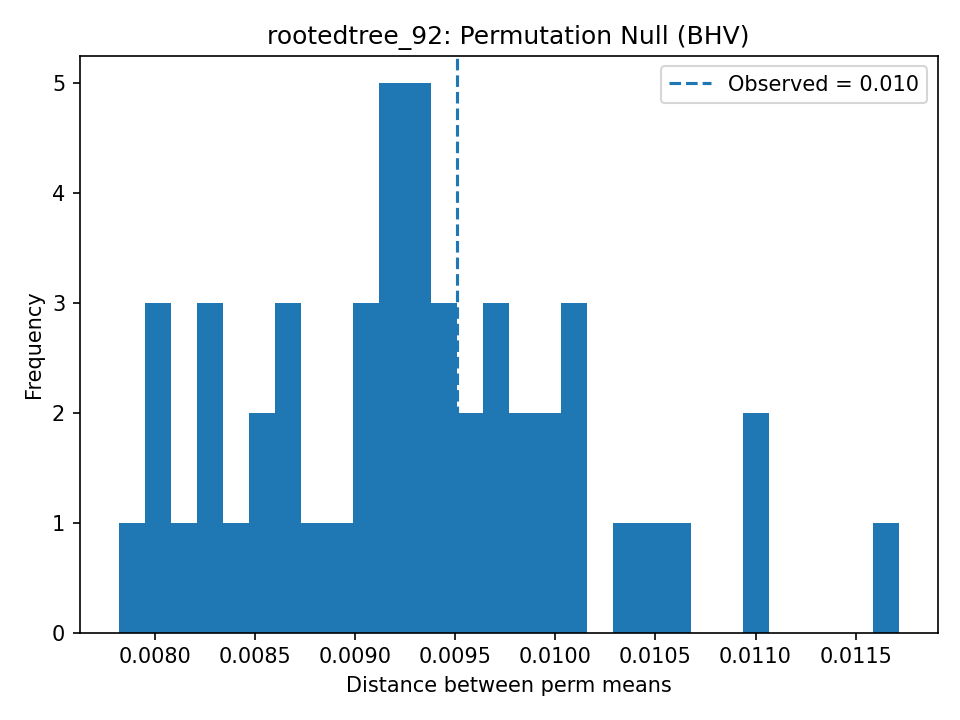 rootedtree_92: Permutation Null (BHV)
Observed = 0.010
Frequency
5
4
3
2
1
0
0.0080 0.0085 0.0090 0.0095 0.0100 0.0105 0.0110 0.0115
Distance between perm means